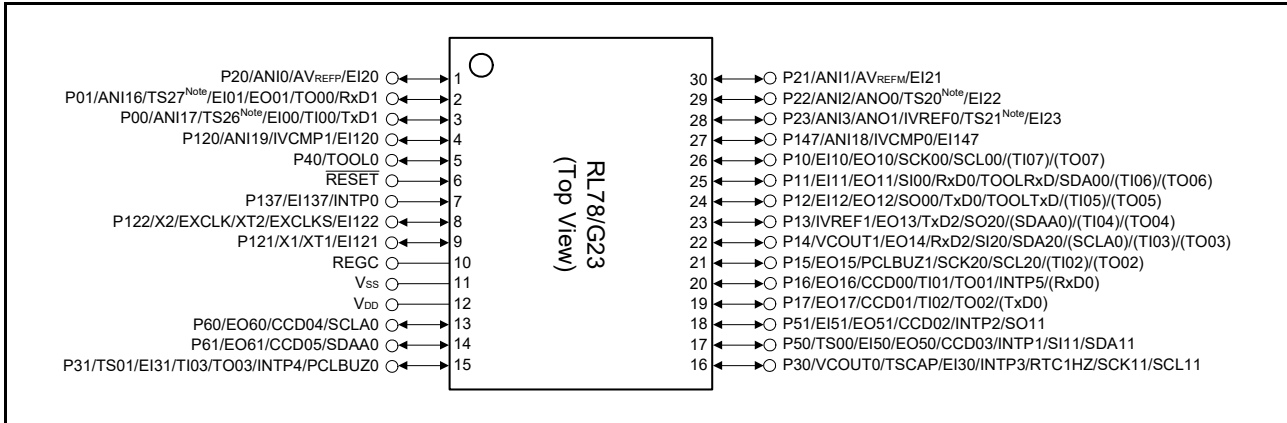 P20/ANI0/AVREFP/EI20 1
P01/ANI16/TS27Note/EI01/EO01/TO00/RxD1 2
P00/ANI17/TS26Note/EI00/TI00/TxD1 3
P120/ANI19/IVCMP1/EI120 4
P40/TOOL0 5
RESET 6
P137/EI137/INTP0 7
P122/X2/EXCLK/XT2/EXCLKS/EI122 8
P121/X1/XT1/EI121 9
REGC 10
VSS 11
VDD 12
P60/EO60/CCD04/SCLA0 13
P61/EO61/CCD05/SDAA0 14
P31/TS01/EI31/TI03/TO03/INTP4/PCLBUZ0 15
RL78/G23
(Top View)
30 P21/ANI1/AVREFM/EI21
29 P22/ANI2/ANO0/TS20Note/EI22
28 P23/ANI3/ANO1/IVREF0/TS21Note/EI23
27 P147/ANI18/IVCMP0/EI147
26 P10/EI10/EO10/SCK00/SCL00/(TI07)/(TO07)
25 P11/EI11/EO11/SI00/RxD0/TOOLRxD/SDA00/(TI06)/(TO06)
24 P12/EI12/EO12/SO00/TxD0/TOOLTxD/(TI05)/(TO05)
23 P13/IVREF1/EO13/TxD2/SO20/(SDAA0)/(TI04)/(TO04)
22 P14/VCOUT1/EO14/RxD2/SI20/SDA20/(SCLA0)/(TI03)/(TO03)
21 P15/EO15/PCLBUZ1/SCK20/SCL20/(TI02)/(TO02)
20 P16/EO16/CCD00/TI01/TO01/INTP5/(RxD0)
19 P17/EO17/CCD01/TI02/TO02/(TxD0)
18 P51/EI51/EO51/CCD02/INTP2/SO11
17 P50/TS00/EI50/EO50/CCD03/INTP1/SI11/SDA11
16 P30/VCOUT0/TSCAP/EI30/INTP3/RTC1HZ/SCK11/SCL11